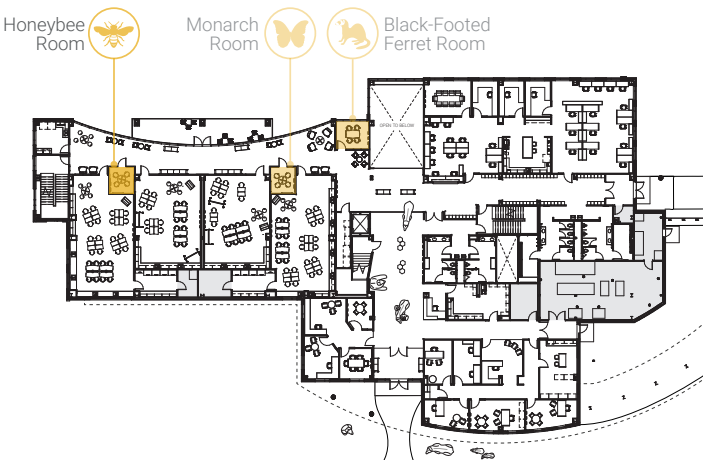 Honeybee
Room
Monarch
Room
Black-Footed
Ferret Room
OPEN TO BELOW